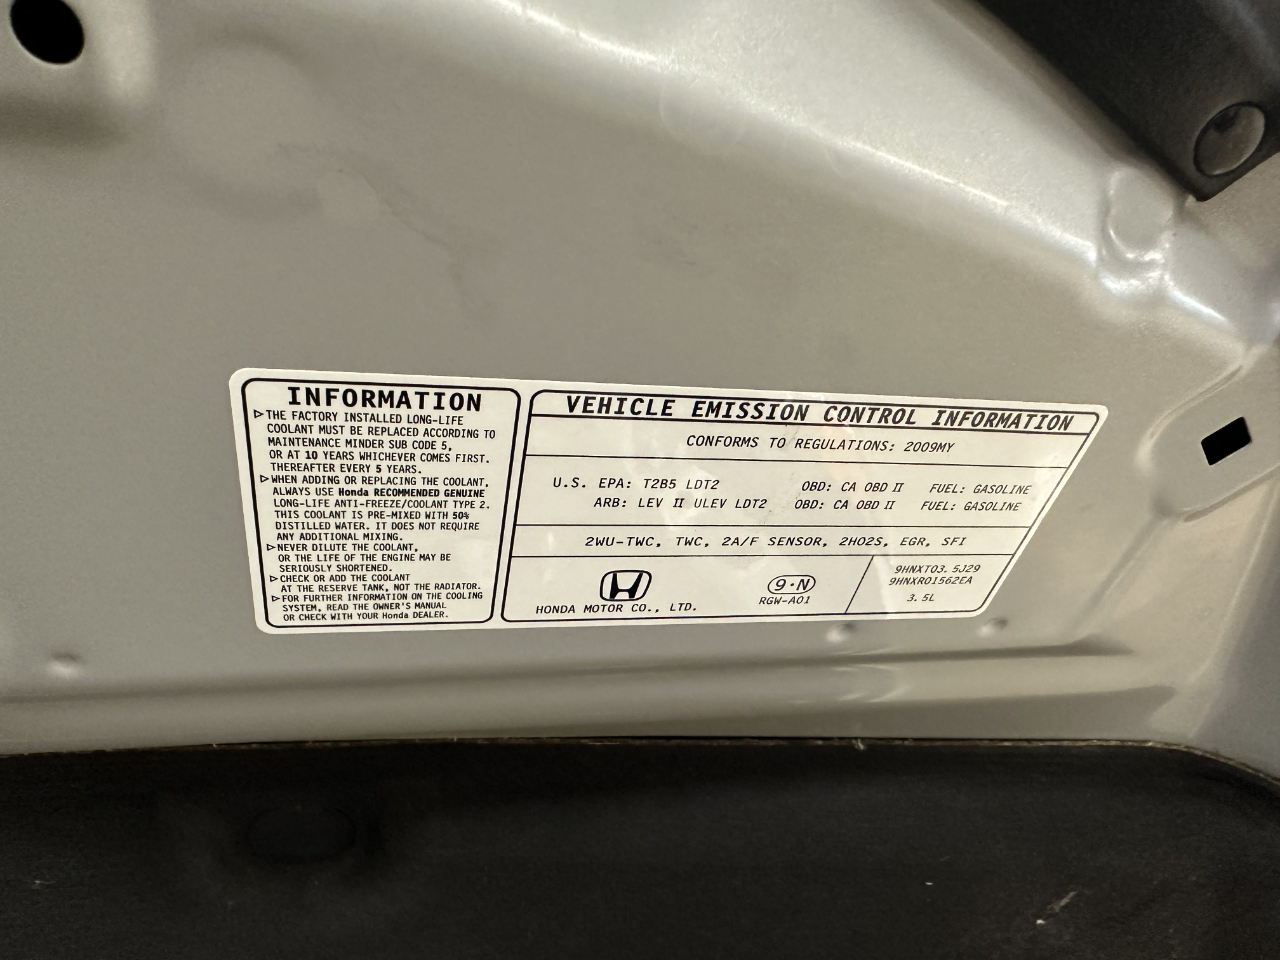 INFORMATION
▷THE FACTORY INSTALLED LONG-LIFE
COOLANT MUST BE REPLACED ACCORDING TO
MAINTENANCE MINDER SUB CODE 5,
OR AT 10 YEARS WHICHEVER COMES FIRST.
THEREAFTER EVERY 5 YEARS.
▷WHEN ADDING OR REPLACING THE COOLANT,
ALWAYS USE Honda RECOMMENDED GENUINE
LONG-LIFE ANTI-FREEZE/COOLANT TYPE 2.
THIS COOLANT IS PRE-MIXED WITH 50%
DISTILLED WATER. IT DOES NOT REQUIRE
ANY ADDITIONAL MIXING.
▷NEVER DILUTE THE COOLANT,
OR THE LIFE OF THE ENGINE MAY BE
SERIOUSLY SHORTENED.
▷CHECK OR ADD THE COOLANT
AT THE RESERVE TANK, NOT THE RADIATOR.
▷FOR FURTHER INFORMATION ON THE COOLING
SYSTEM, READ THE OWNER'S MANUAL
OR CHECK WITH YOUR Honda DEALER.
VEHICLE EMISSION CONTROL INFORMATION
CONFORMS TO REGULATIONS: 2009MY
U.S. EPA: T2B5 LDT2 OBD: CA OBD II FUEL: GASOLINE
ARB: LEV II ULEV LDT2 OBD: CA OBD II FUEL: GASOLINE
2WU-TWC, TWC, 2A/F SENSOR, 2HO2S, EGR, SFI
HONDA MOTOR CO., LTD.
9·N
RGW-A01
9HNXT03.5J29
9HNXR01562EA
3.5L